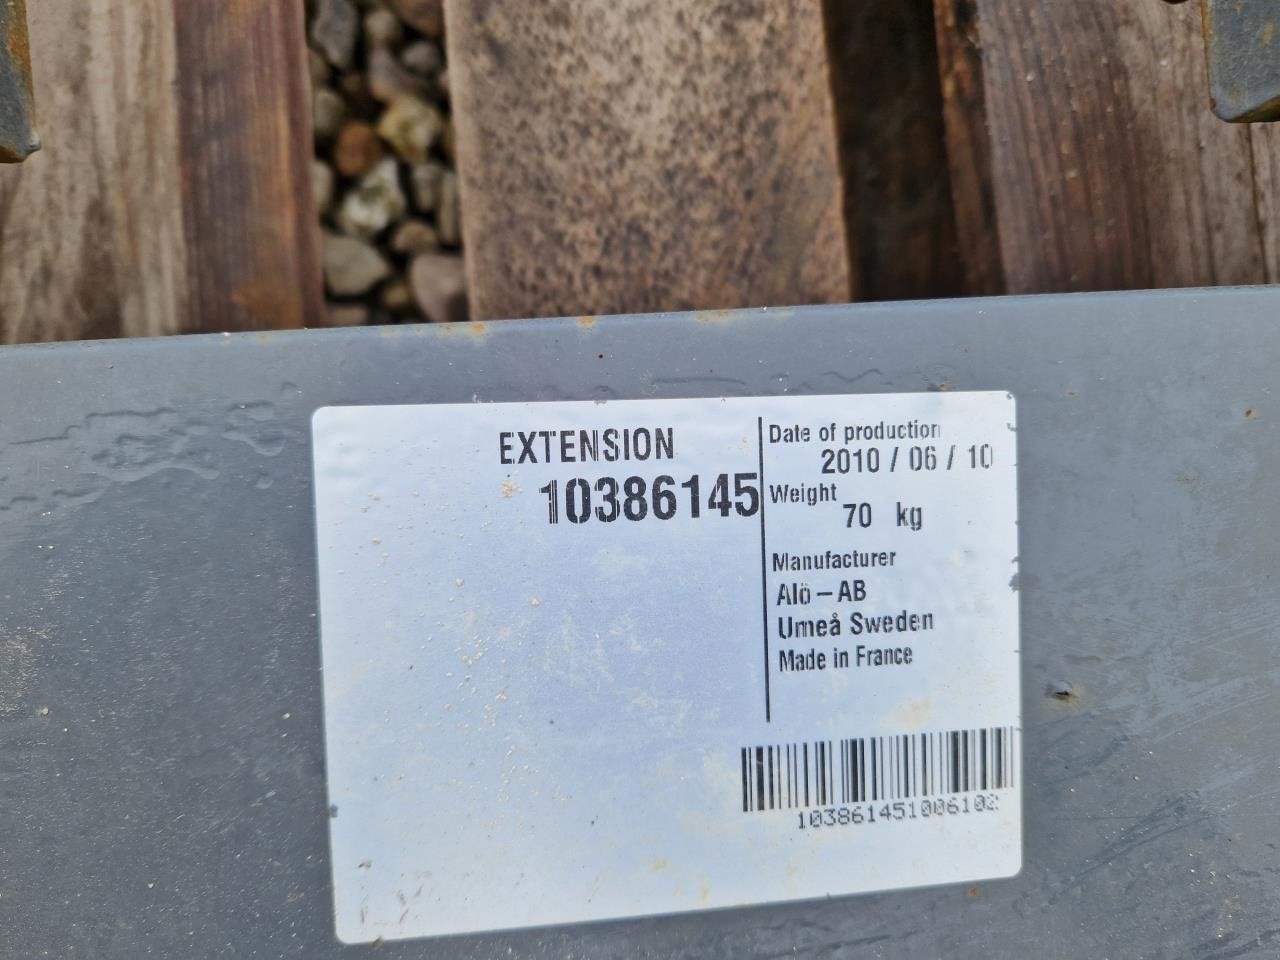 EXTENSION
10386145
Date of production
2010 / 06 / 10
Weight
70 kg
Manufacturer
Alö – AB
Umeå Sweden
Made in France
103861451006102